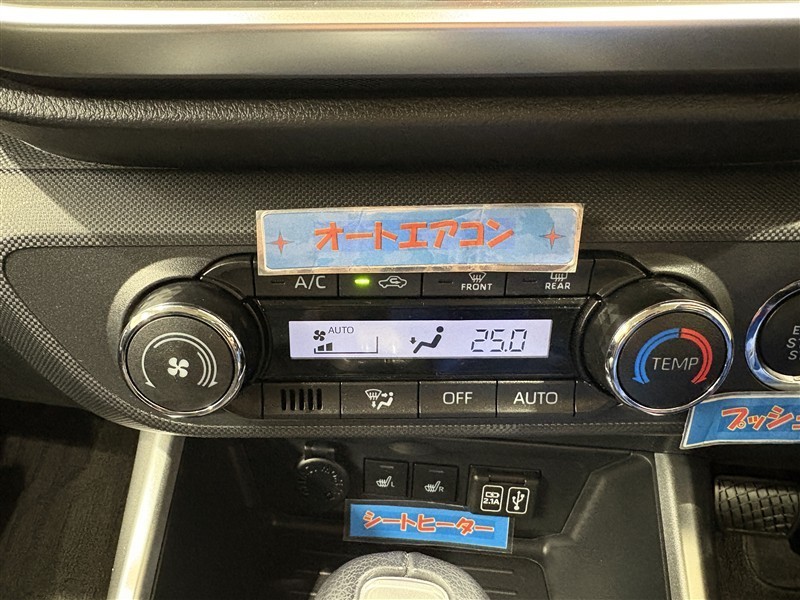 オートエアコン
A/C
FRONT
REAR
AUTO
25.0
TEMP
OFF
AUTO
プッシュ
L
R
2.1A
シートヒーター